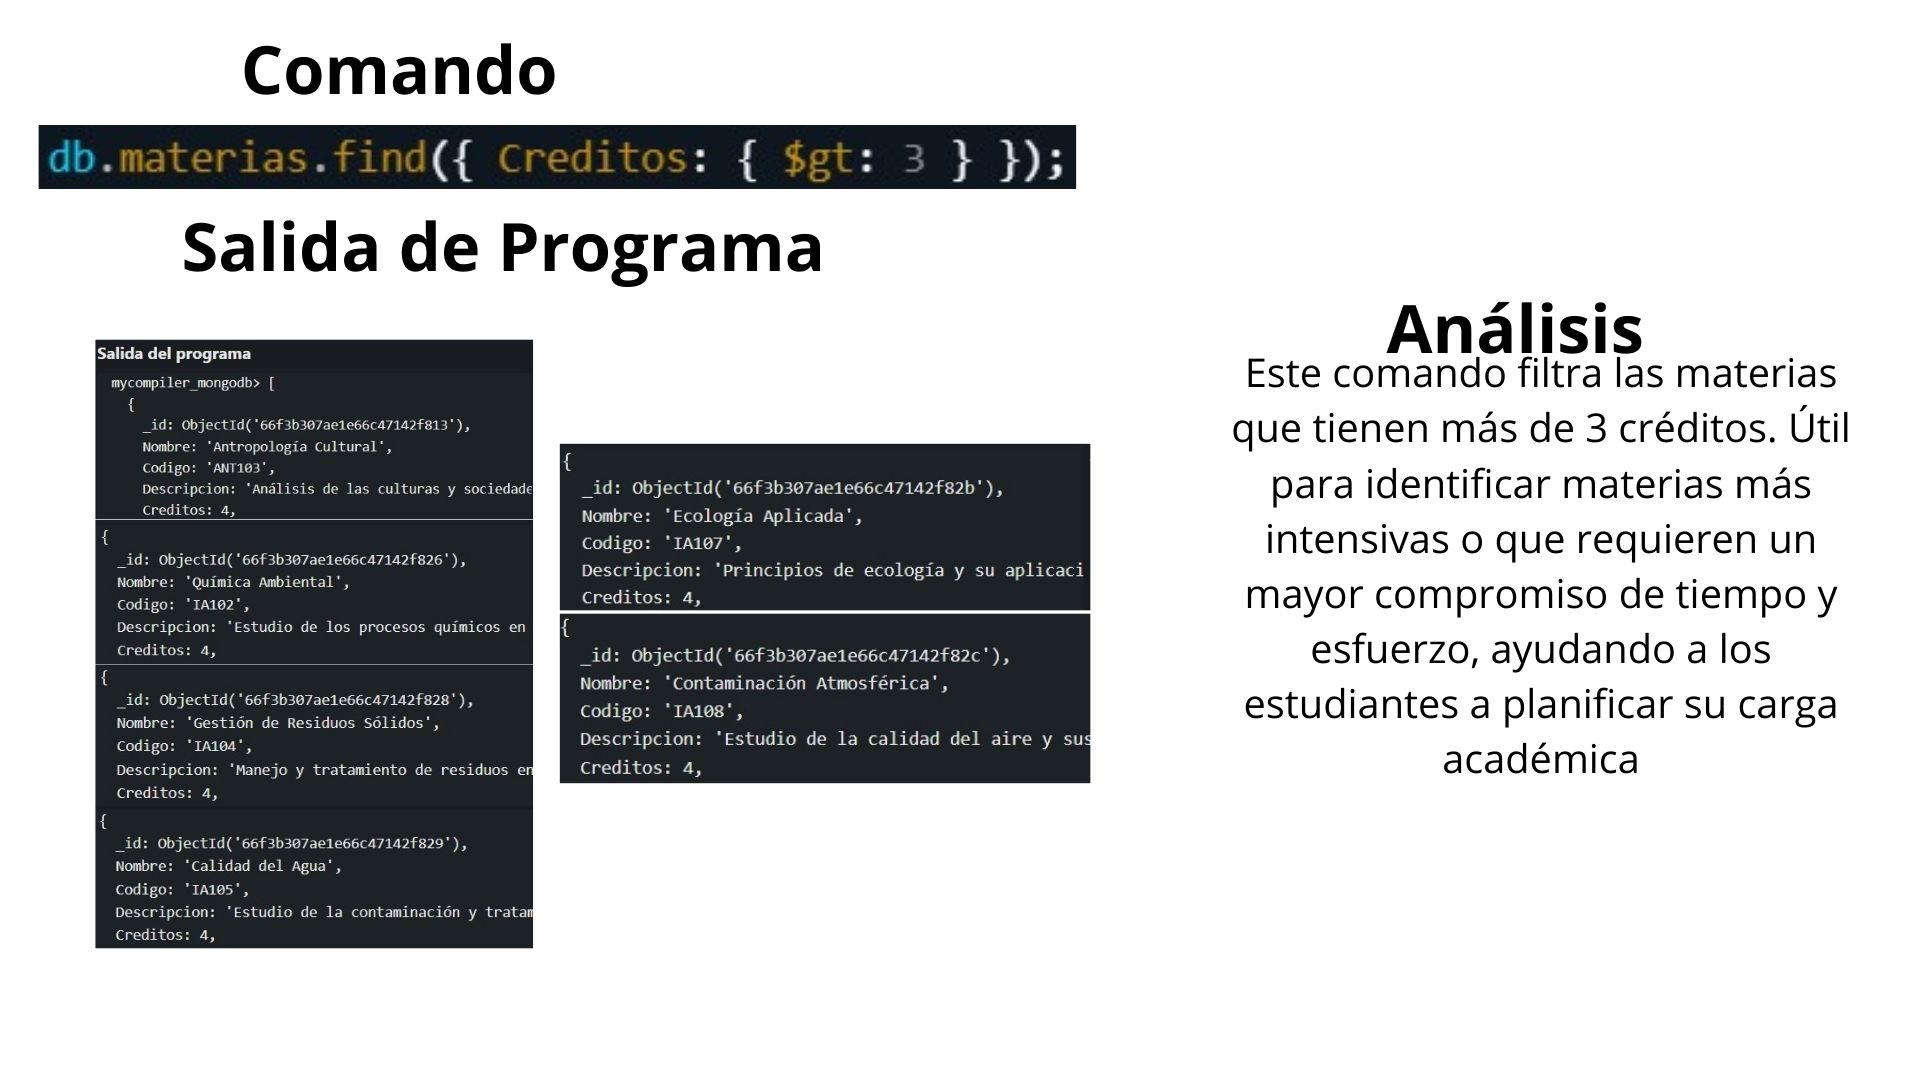 Comando
db.materias.find({ Creditos: { $gt: 3 } });
Salida de Programa
Salida del programa
mycompiler_mongodb> [
{
_id: ObjectId('66f3b307ae1e66c47142f813'),
Nombre: 'Antropología Cultural',
Codigo: 'ANT103',
Descripcion: 'Análisis de las culturas y sociedade
Creditos: 4,
{
_id: ObjectId('66f3b307ae1e66c47142f826'),
Nombre: 'Química Ambiental',
Codigo: 'IA102',
Descripcion: 'Estudio de los procesos químicos en
Creditos: 4,
{
_id: ObjectId('66f3b307ae1e66c47142f828'),
Nombre: 'Gestión de Residuos Sólidos',
Codigo: 'IA104',
Descripcion: 'Manejo y tratamiento de residuos en
Creditos: 4,
{
_id: ObjectId('66f3b307ae1e66c47142f829'),
Nombre: 'Calidad del Agua',
Codigo: 'IA105',
Descripcion: 'Estudio de la contaminación y tratam
Creditos: 4,
{
_id: ObjectId('66f3b307ae1e66c47142f82b'),
Nombre: 'Ecología Aplicada',
Codigo: 'IA107',
Descripcion: 'Principios de ecología y su aplicaci
Creditos: 4,
{
_id: ObjectId('66f3b307ae1e66c47142f82c'),
Nombre: 'Contaminación Atmosférica',
Codigo: 'IA108',
Descripcion: 'Estudio de la calidad del aire y sus
Creditos: 4,
Análisis
Este comando filtra las materias
que tienen más de 3 créditos. Útil
para identificar materias más
intensivas o que requieren un
mayor compromiso de tiempo y
esfuerzo, ayudando a los
estudiantes a planificar su carga
académica